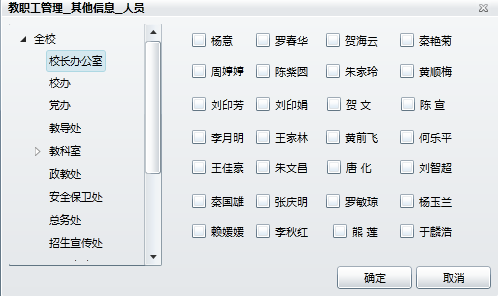 教职工管理_其他信息_人员
全校
校长办公室
校办
党办
教导处
教科室
政教处
安全保卫处
总务处
招生宣传处
杨意 罗春华 贺海云 秦艳菊
周婷婷 陈紫圆 朱家玲 黄顺梅
刘印芳 刘印娟 贺 文 陈 宣
李月明 王家林 黄前飞 何乐平
王佳豪 朱文昌 唐 化 刘智超
秦国雄 张庆明 罗敏琼 杨玉兰
赖媛媛 李秋红 熊 莲 于麟浩
确定 取消